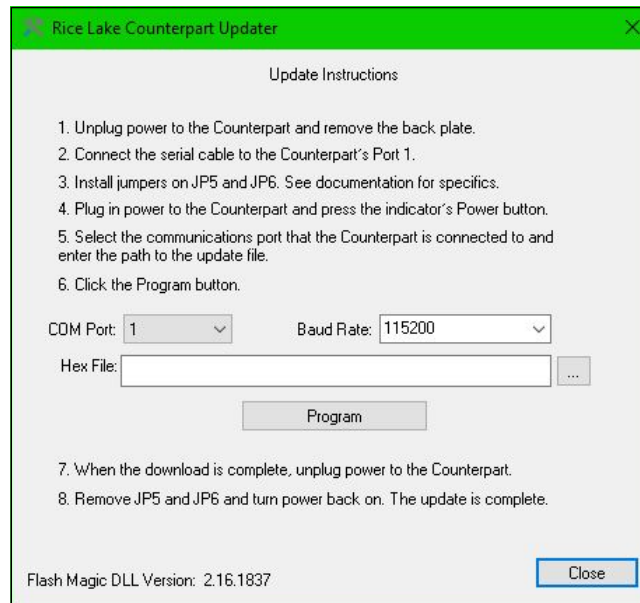 Rice Lake Counterpart Updater
Update Instructions
1. Unplug power to the Counterpart and remove the back plate.
2. Connect the serial cable to the Counterpart's Port 1.
3. Install jumpers on JP5 and JP6. See documentation for specifics.
4. Plug in power to the Counterpart and press the indicator's Power button.
5. Select the communications port that the Counterpart is connected to and
enter the path to the update file.
6. Click the Program button.
COM Port: 1 Baud Rate: 115200
Hex File: ...
Program
7. When the download is complete, unplug power to the Counterpart.
8. Remove JP5 and JP6 and turn power back on. The update is complete.
Flash Magic DLL Version: 2.16.1837 Close